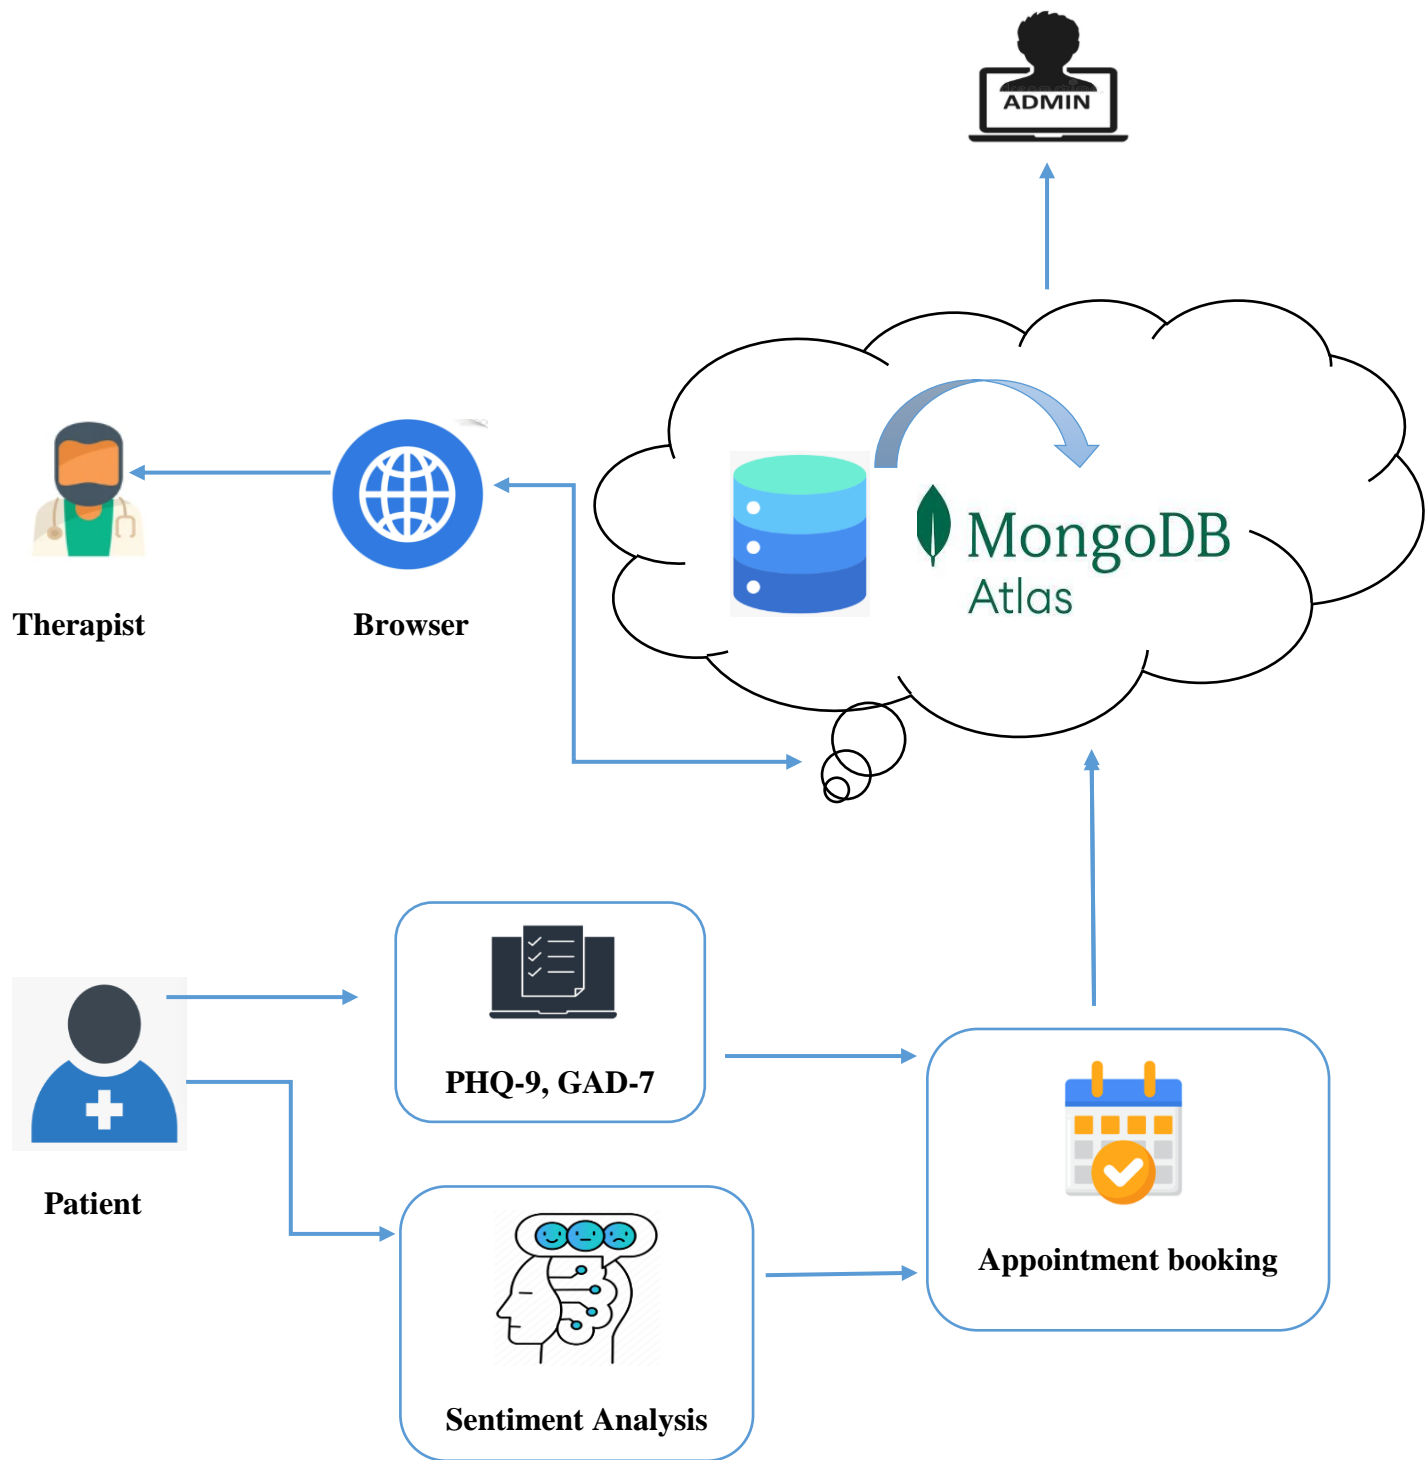 ADMIN
MongoDB
Atlas
Therapist
Browser
PHQ-9, GAD-7
Patient
Appointment booking
Sentiment Analysis